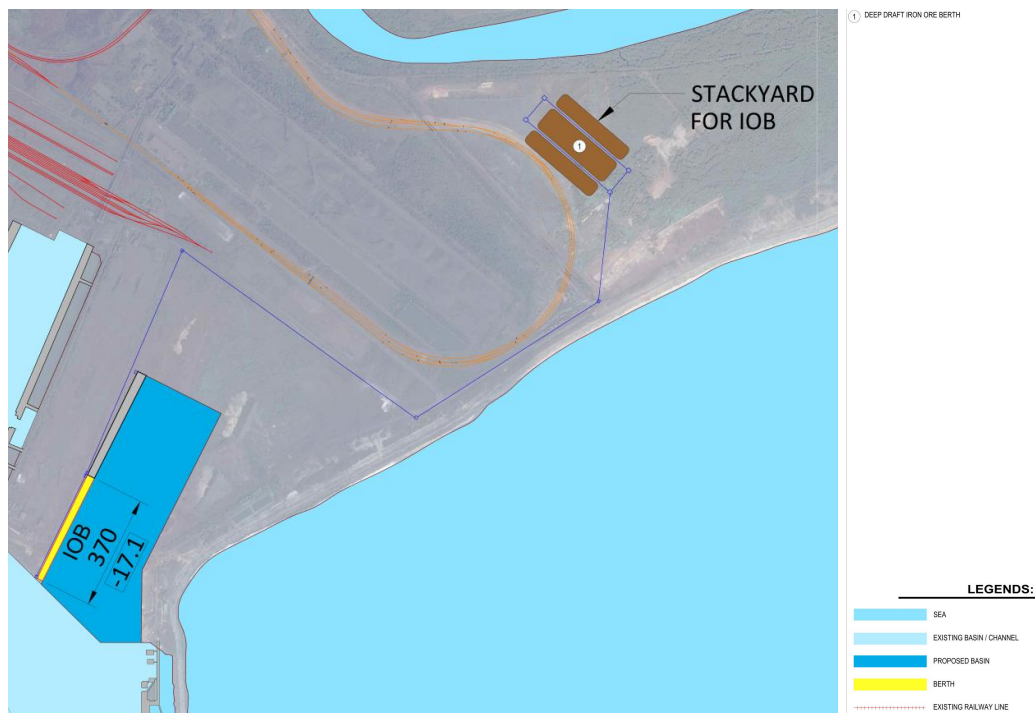 1 DEEP DRAFT IRON ORE BERTH
STACKYARD
FOR IOB
1
IOB
370
-17.1
LEGENDS:
SEA
EXISTING BASIN / CHANNEL
PROPOSED BASIN
BERTH
EXISTING RAILWAY LINE